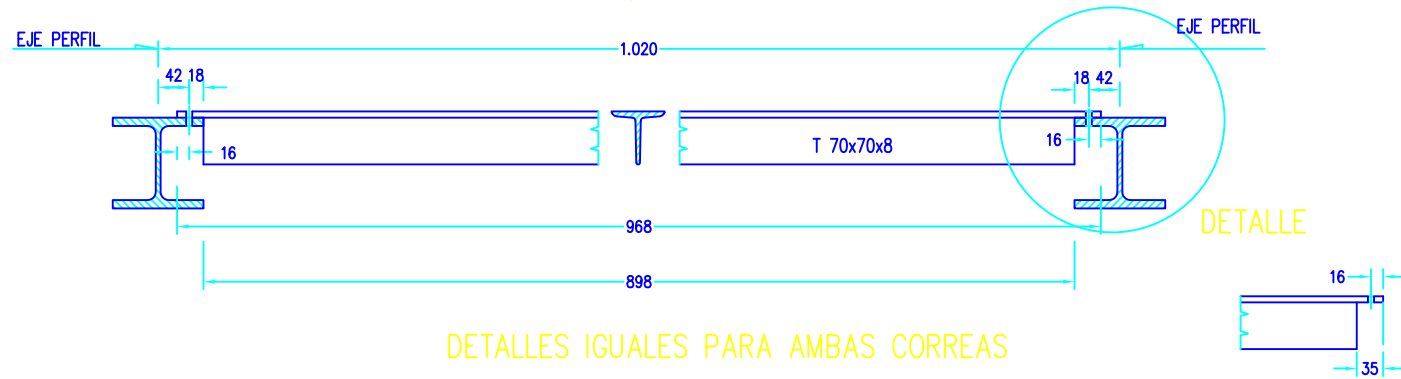 EJE PERFIL
1.020
EJE PERFIL
42 18
18 42
16
T 70x70x8
16
968
DETALLE
898
16
DETALLES IGUALES PARA AMBAS CORREAS
35